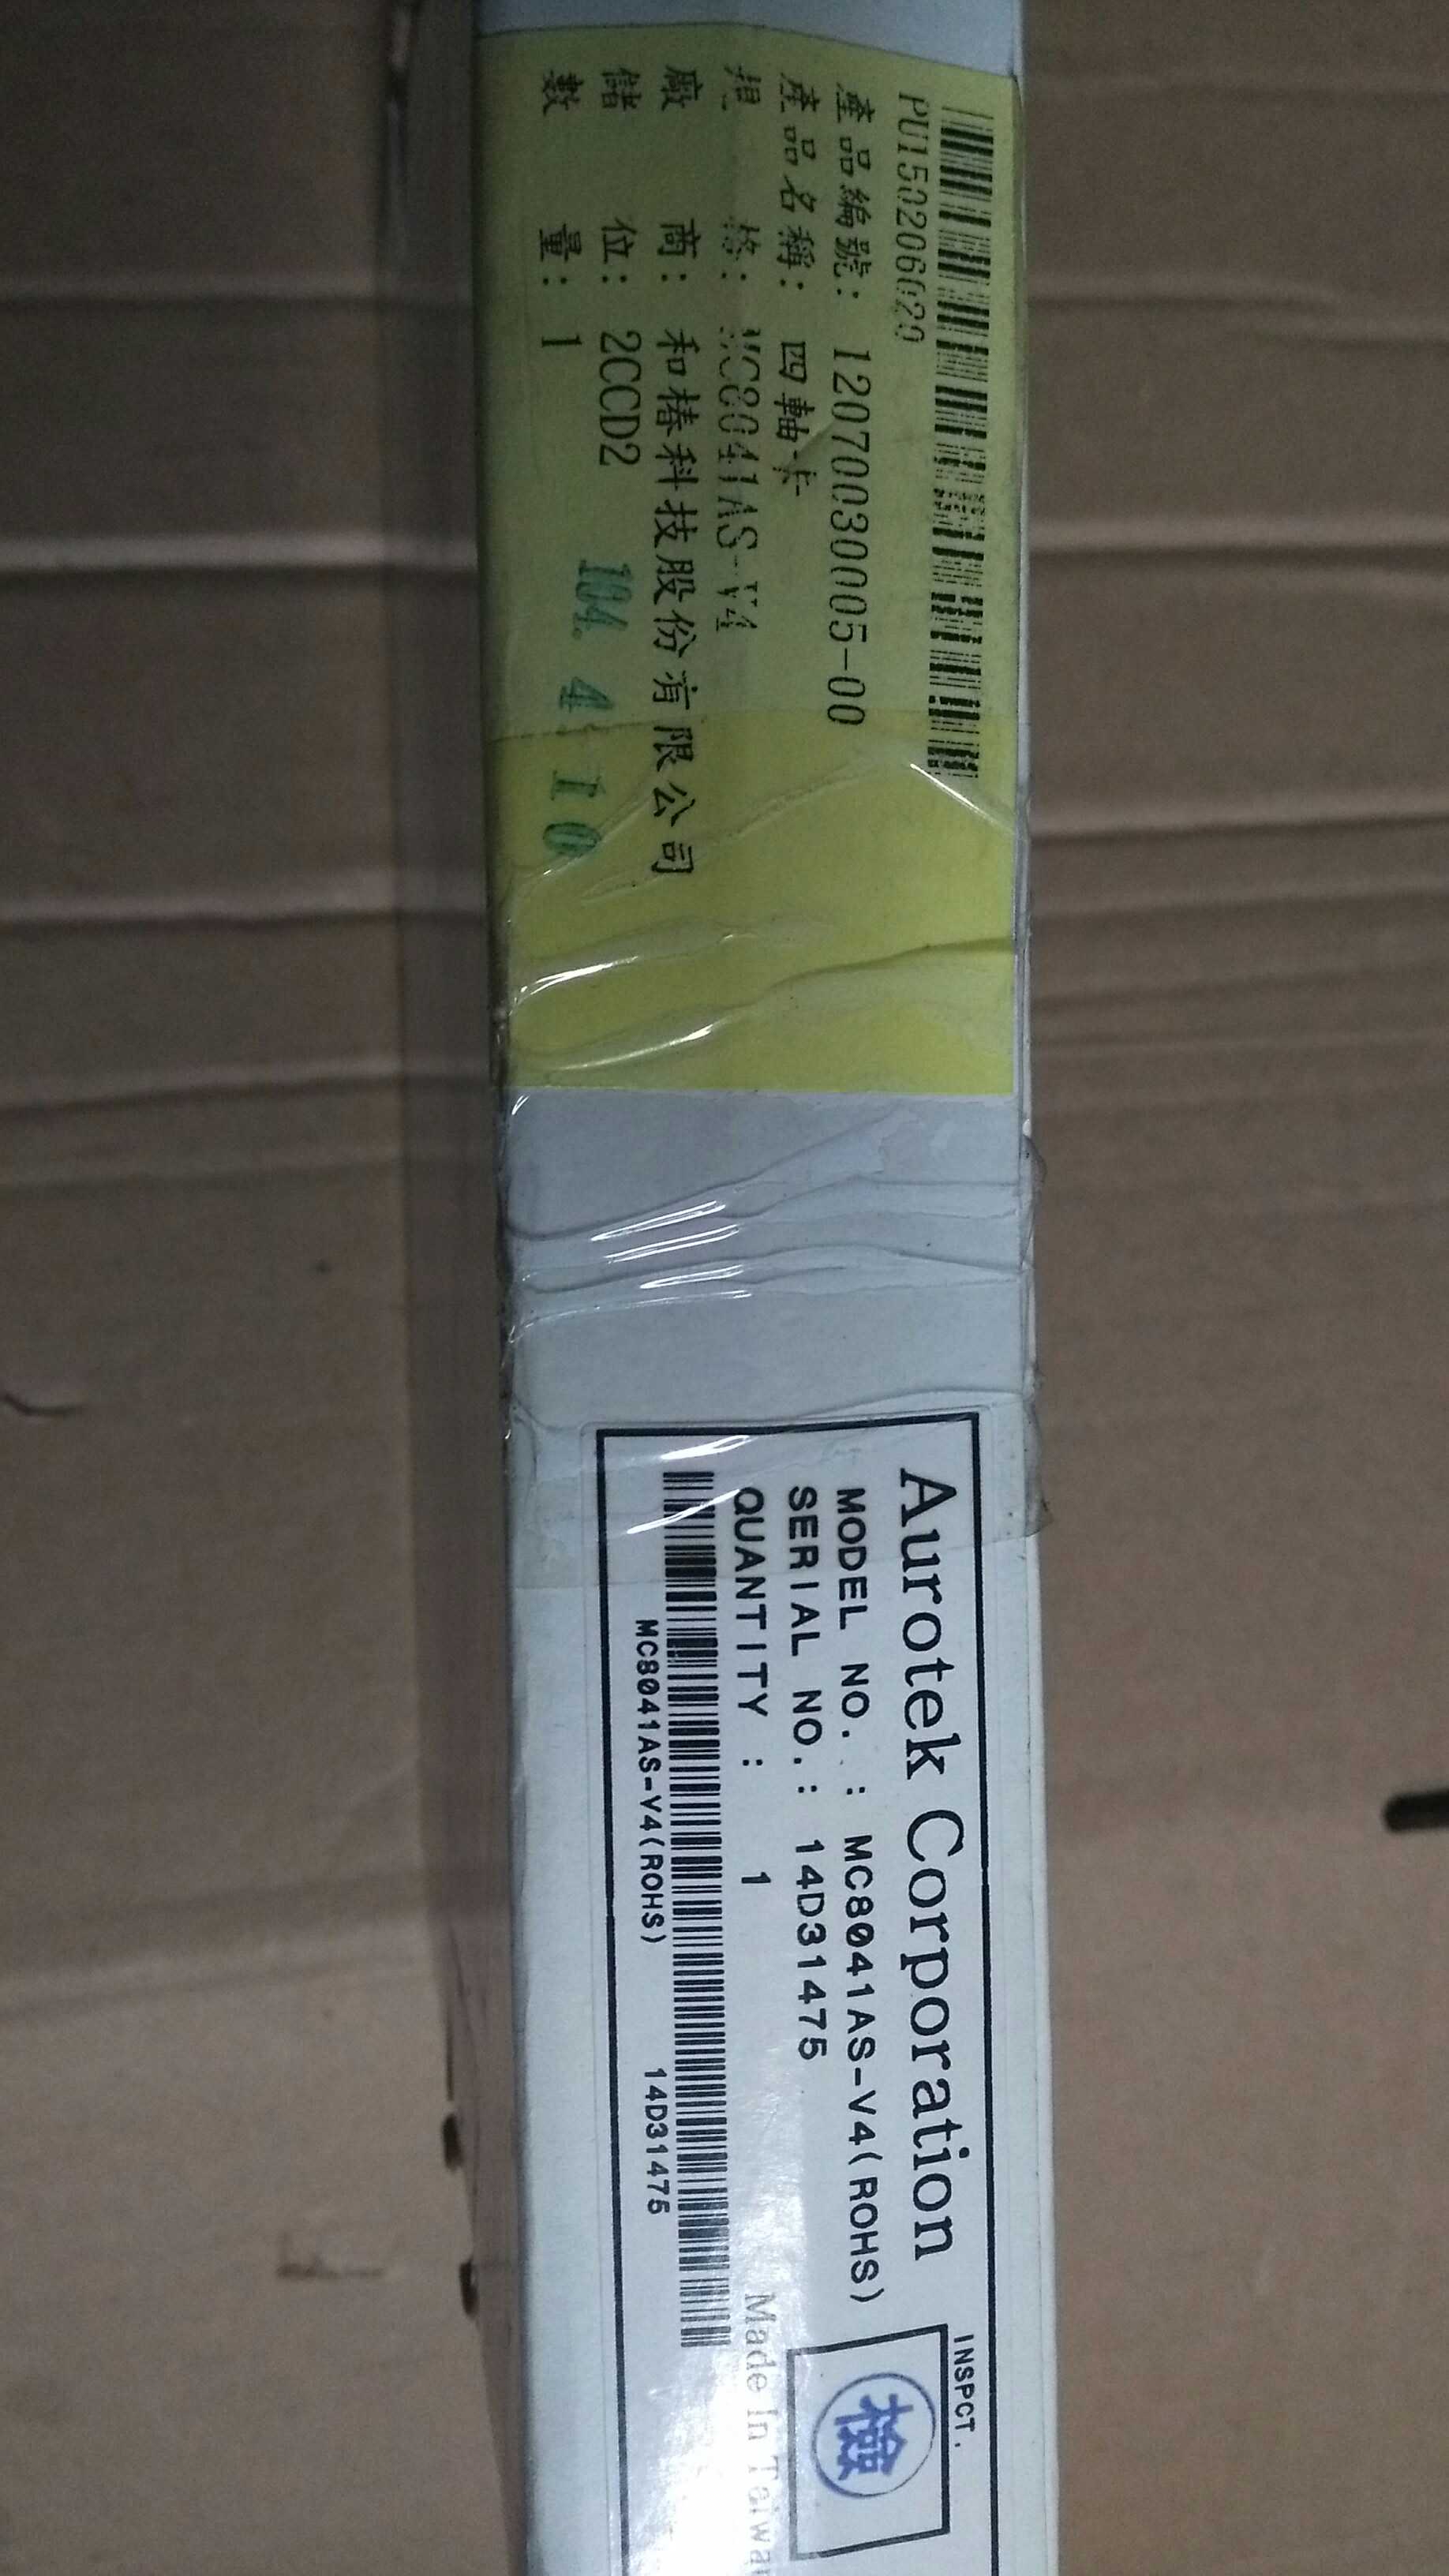 PU150206020
產品編號：12070030005-00
產品名稱：四軸卡
規格：MC8041AS-V4
廠商：和椿科技股份有限公司
儲位：2CCD2
數量：1
104. 4. 10
Aurotek Corporation
MODEL NO. : MC8041AS-V4(ROHS)
SERIAL NO. : 14D31475
QUANTITY : 1
MC8041AS-V4(ROHS) 14D31475
INSPCT.
檢
Made In Taiwan